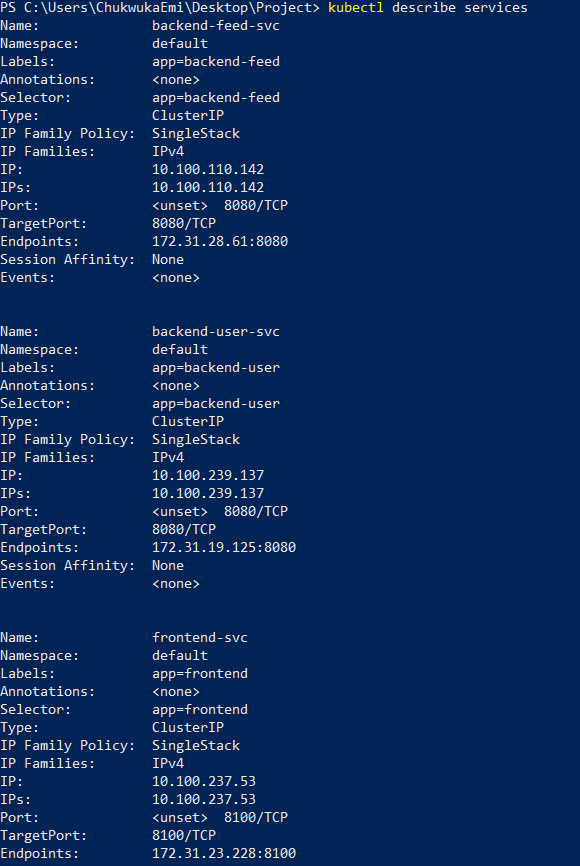 PS C:\Users\ChukwukaEmi\Desktop\Project> kubectl describe services
Name:              backend-feed-svc
Namespace:         default
Labels:            app=backend-feed
Annotations:       <none>
Selector:          app=backend-feed
Type:              ClusterIP
IP Family Policy:  SingleStack
IP Families:       IPv4
IP:                10.100.110.142
IPs:               10.100.110.142
Port:              <unset>  8080/TCP
TargetPort:        8080/TCP
Endpoints:         172.31.28.61:8080
Session Affinity:  None
Events:            <none>
Name:              backend-user-svc
Namespace:         default
Labels:            app=backend-user
Annotations:       <none>
Selector:          app=backend-user
Type:              ClusterIP
IP Family Policy:  SingleStack
IP Families:       IPv4
IP:                10.100.239.137
IPs:               10.100.239.137
Port:              <unset>  8080/TCP
TargetPort:        8080/TCP
Endpoints:         172.31.19.125:8080
Session Affinity:  None
Events:            <none>
Name:              frontend-svc
Namespace:         default
Labels:            app=frontend
Annotations:       <none>
Selector:          app=frontend
Type:              ClusterIP
IP Family Policy:  SingleStack
IP Families:       IPv4
IP:                10.100.237.53
IPs:               10.100.237.53
Port:              <unset>  8100/TCP
TargetPort:        8100/TCP
Endpoints:         172.31.23.228:8100